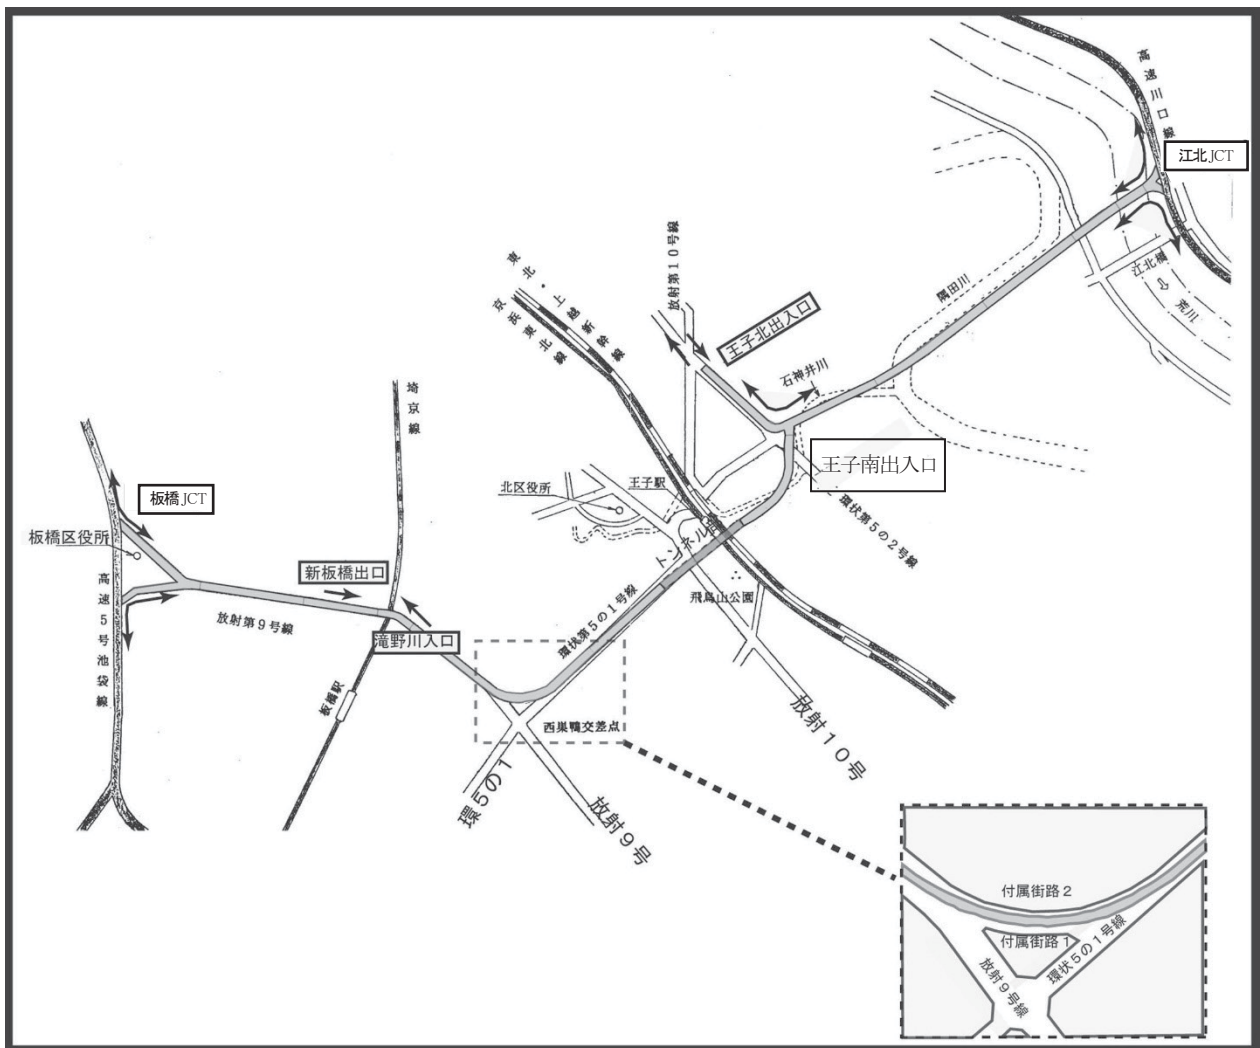 高速川口線
江北JCT
放射第10号線
東北・上越新幹線
京浜東北線
王子北出入口
石神井川
隅田川
江北橋
荒川
埼京線
王子南出入口
環状第5の2号線
王子駅
北区役所
トンネル部
板橋JCT
板橋区役所
新板橋出口
放射第9号線
滝野川入口
高速5号池袋線
環状第5の1号線
飛鳥山公園
板橋駅
西巣鴨交差点
環5の1
放射9号
放射10号
付属街路2
付属街路1
環状5の1号線
放射9号線